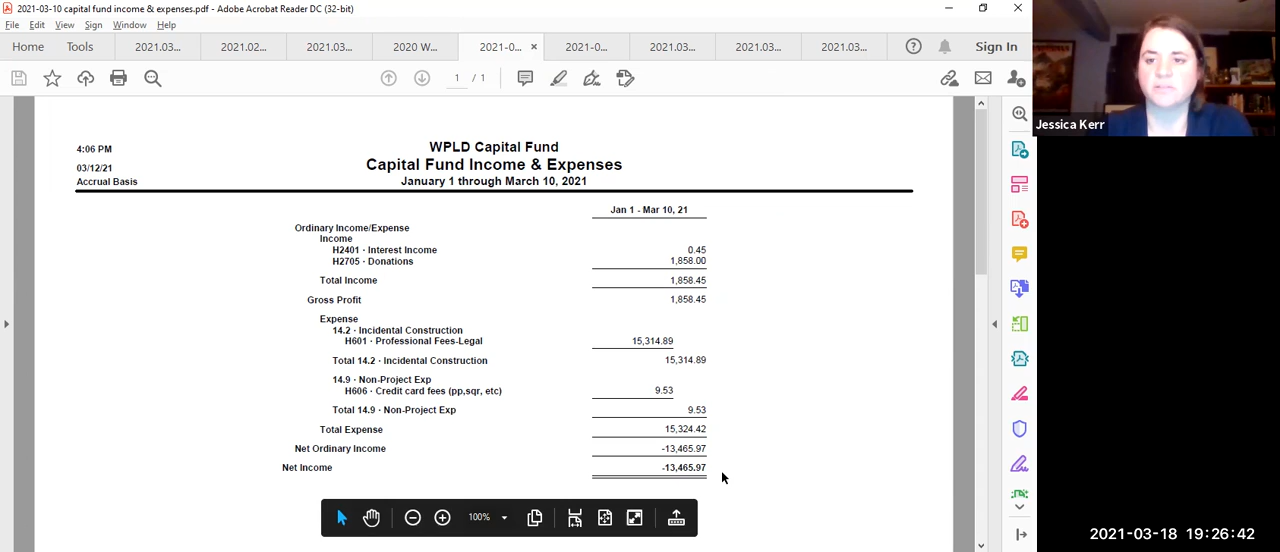 2021-03-10 capital fund income & expenses.pdf - Adobe Acrobat Reader DC (32-bit)
File Edit View Sign Window Help
Home Tools 2021.03... 2021.02... 2021.03... 2020 W... 2021-0... × 2021-0... 2021.03... 2021.03... 2021.03... Sign In
1 / 1
Jessica Kerr
4:06 PM
03/12/21
Accrual Basis
WPLD Capital Fund
Capital Fund Income & Expenses
January 1 through March 10, 2021
Jan 1 - Mar 10, 21
Ordinary Income/Expense
Income
H2401 · Interest Income 0.45
H2705 · Donations 1,858.00
Total Income 1,858.45
Gross Profit 1,858.45
Expense
14.2 · Incidental Construction
H601 · Professional Fees-Legal 15,314.89
Total 14.2 · Incidental Construction 15,314.89
14.9 · Non-Project Exp
H606 · Credit card fees (pp,sqr, etc) 9.53
Total 14.9 · Non-Project Exp 9.53
Total Expense 15,324.42
Net Ordinary Income -13,465.97
Net Income -13,465.97
100%
2021-03-18 19:26:42